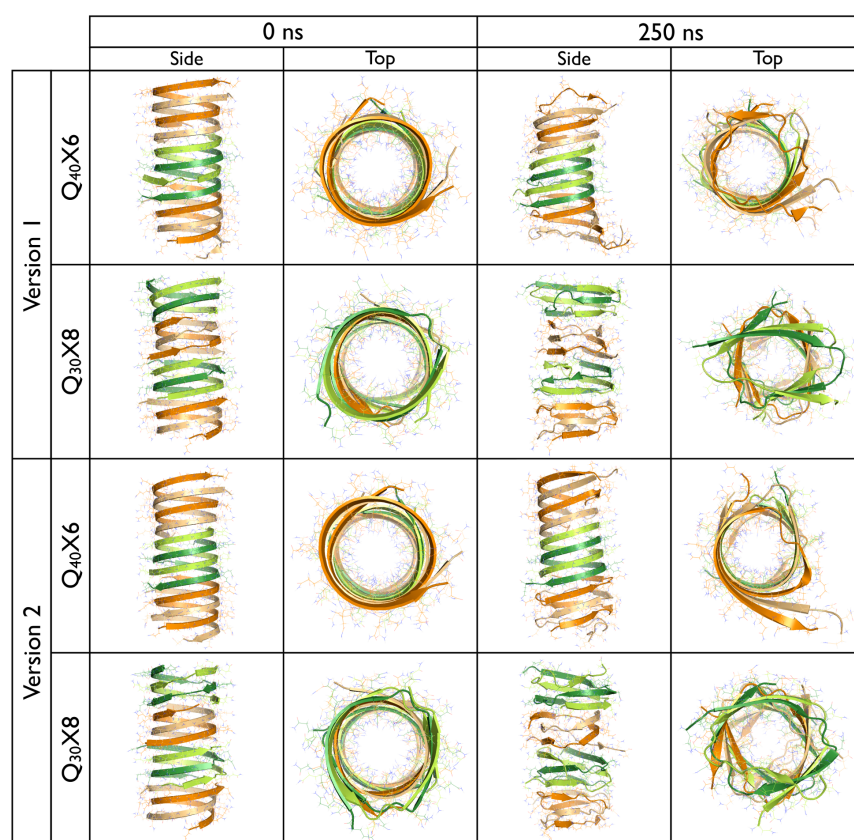 0 ns 250 ns
Side Top Side Top
Version 1
Q40X6
Q30X8
Version 2
Q40X6
Q30X8